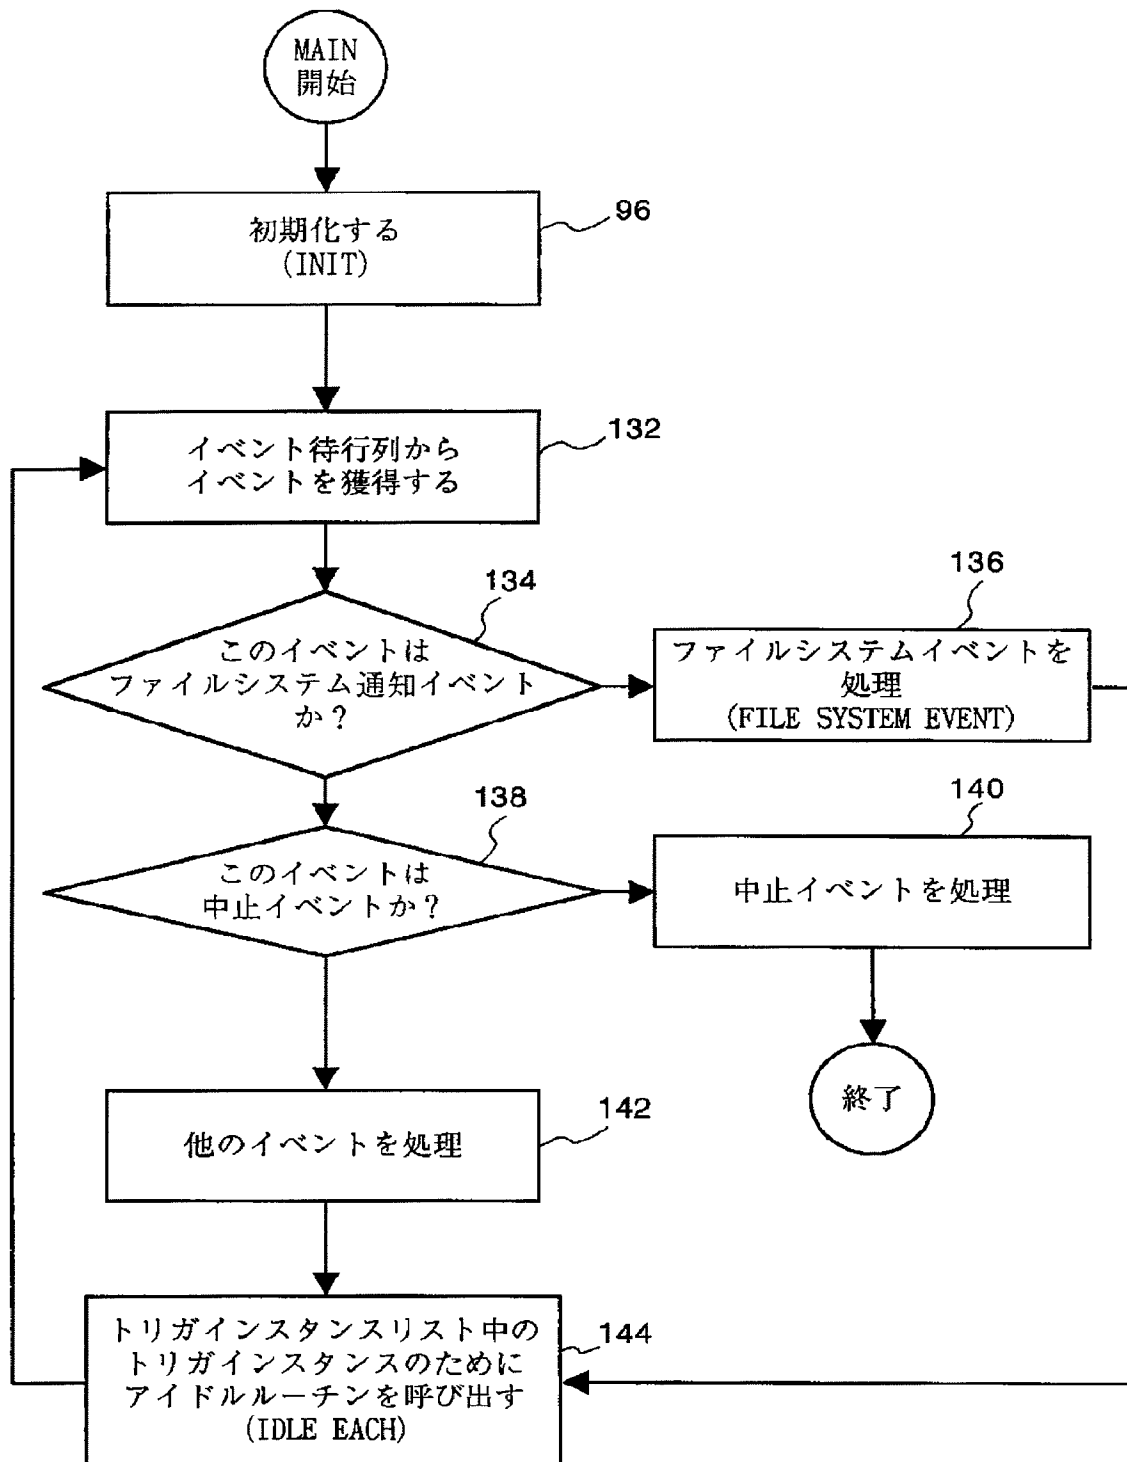 MAIN
開始
初期化する
(INIT)
96
イベント待行列から
イベントを獲得する
132
134
このイベントは
ファイルシステム通知イベント
か？
136
ファイルシステムイベントを
処理
(FILE SYSTEM EVENT)
138
このイベントは
中止イベントか？
140
中止イベントを処理
終了
142
他のイベントを処理
144
トリガインスタンスリスト中の
トリガインスタンスのために
アイドルルーチンを呼び出す
(IDLE EACH)